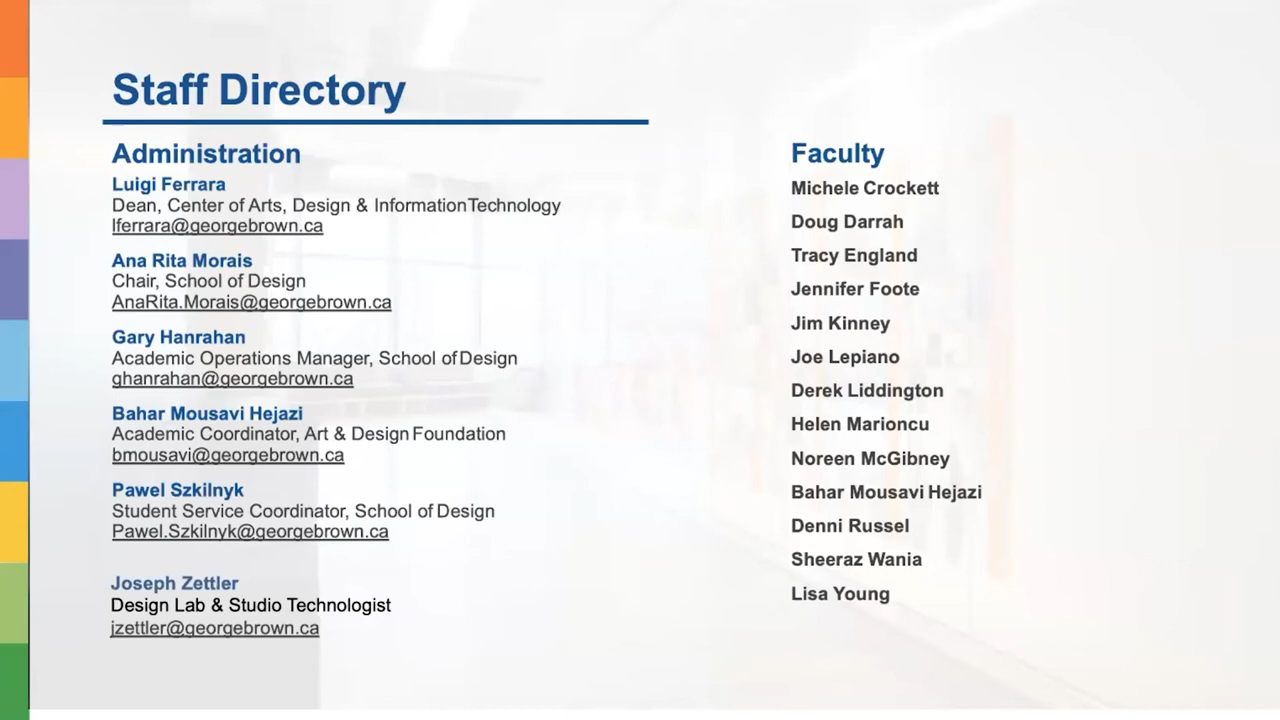 Staff Directory
Administration
Luigi Ferrara
Dean, Center of Arts, Design & InformationTechnology
lferrara@georgebrown.ca
Ana Rita Morais
Chair, School of Design
AnaRita.Morais@georgebrown.ca
Gary Hanrahan
Academic Operations Manager, School of Design
ghanrahan@georgebrown.ca
Bahar Mousavi Hejazi
Academic Coordinator, Art & Design Foundation
bmousavi@georgebrown.ca
Pawel Szkilnyk
Student Service Coordinator, School of Design
Pawel.Szkilnyk@georgebrown.ca
Joseph Zettler
Design Lab & Studio Technologist
jzettler@georgebrown.ca
Faculty
Michele Crockett
Doug Darrah
Tracy England
Jennifer Foote
Jim Kinney
Joe Lepiano
Derek Liddington
Helen Marioncu
Noreen McGibney
Bahar Mousavi Hejazi
Denni Russel
Sheeraz Wania
Lisa Young